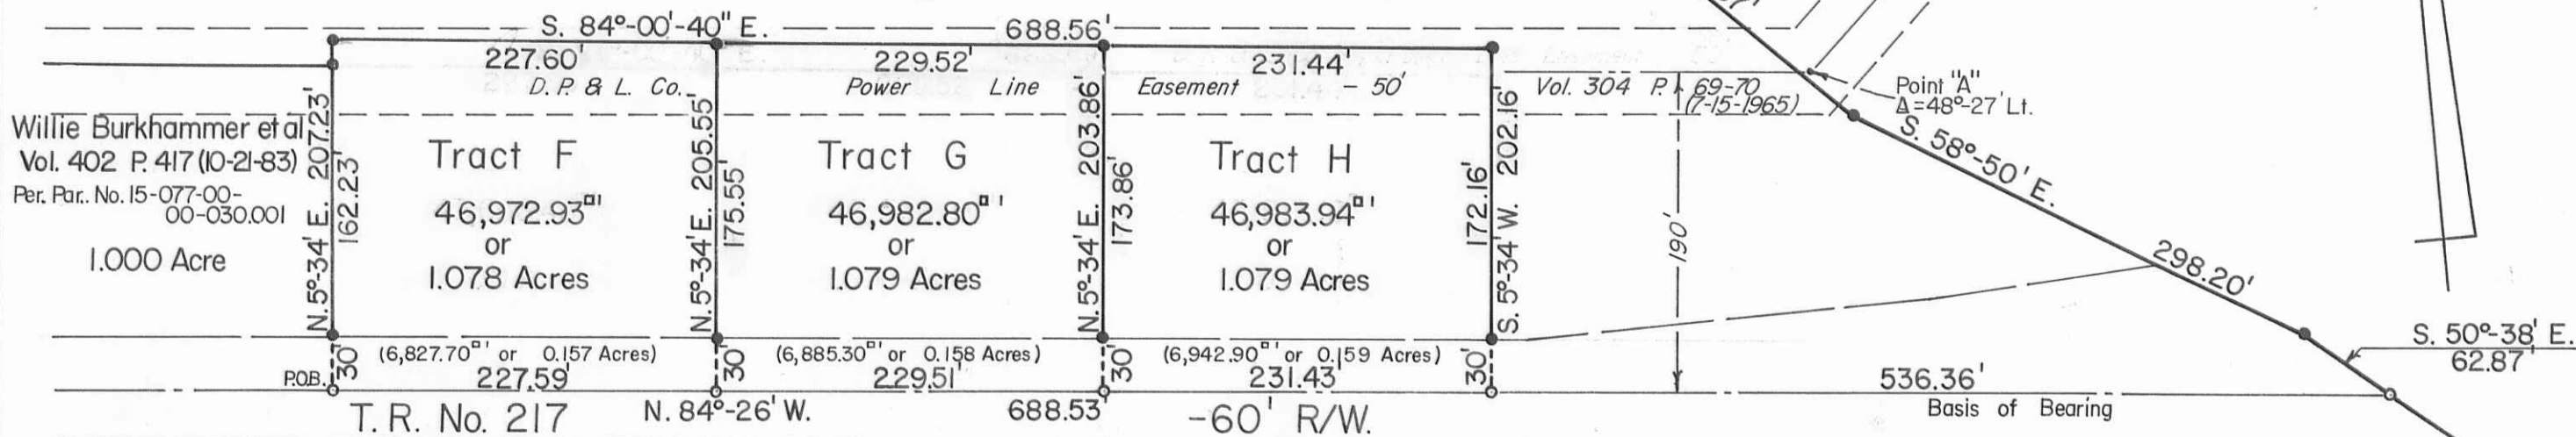 S. 84°-00'-40" E. 688.56'
227.60' 229.52' 231.44'
D. P. & L. Co. Power Line Easement - 50' Vol. 304 P. 69-70
(7-15-1965)
Point "A"
Δ=48°-27' Lt.
Willie Burkhammer et al
Vol. 402 P. 417 (10-21-83)
Per. Par.. No. 15-077-00-
00-030.001
1.000 Acre
N. 5°-34' E. 207.23'
162.23'
Tract F
46,972.93□'
or
1.078 Acres
N. 5°-34' E. 205.55'
175.55'
Tract G
46,982.80□'
or
1.079 Acres
N. 5°-34' E. 203.86'
173.86'
Tract H
46,983.94□'
or
1.079 Acres
172.16'
S. 5°-34' W. 202.16'
190'
S. 58°-50' E.
298.20'
S. 50°-38' E.
62.87'
(6,827.70□' or 0.157 Acres) (6,885.30□' or 0.158 Acres) (6,942.90□' or 0.159 Acres)
P.O.B. 30' 227.59' 30' 229.51' 30' 231.43' 30' 536.36'
Basis of Bearing
T. R. No. 217 N. 84°-26' W. 688.53' -60' R/W.